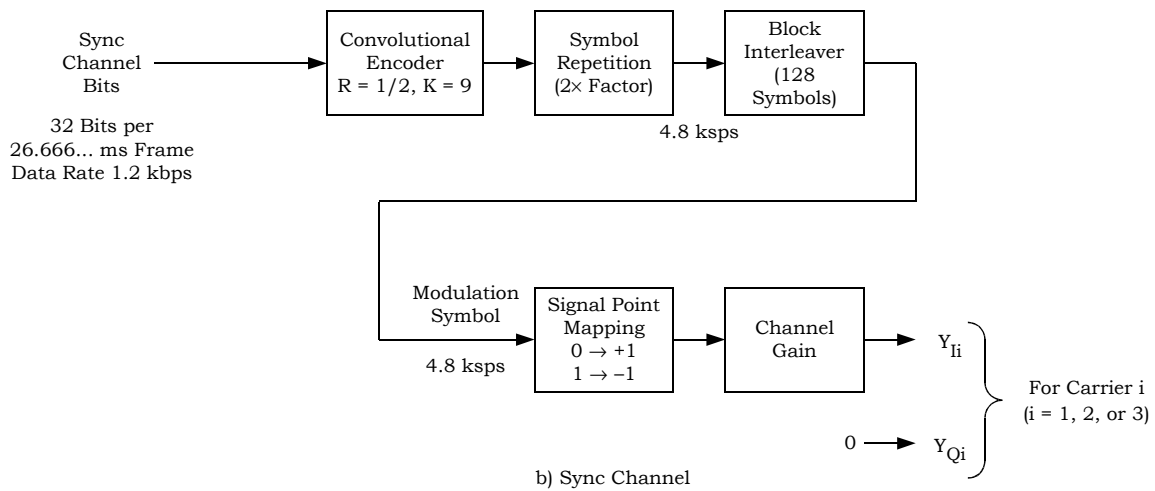 Sync
Channel
Bits
32 Bits per
26.666... ms Frame
Data Rate 1.2 kbps
Convolutional
Encoder
R = 1/2, K = 9
Symbol
Repetition
(2× Factor)
4.8 ksps
Block
Interleaver
(128
Symbols)
Modulation
Symbol
4.8 ksps
Signal Point
Mapping
0 → +1
1 → –1
Channel
Gain
YIi
0
YQi
For Carrier i
(i = 1, 2, or 3)
b) Sync Channel